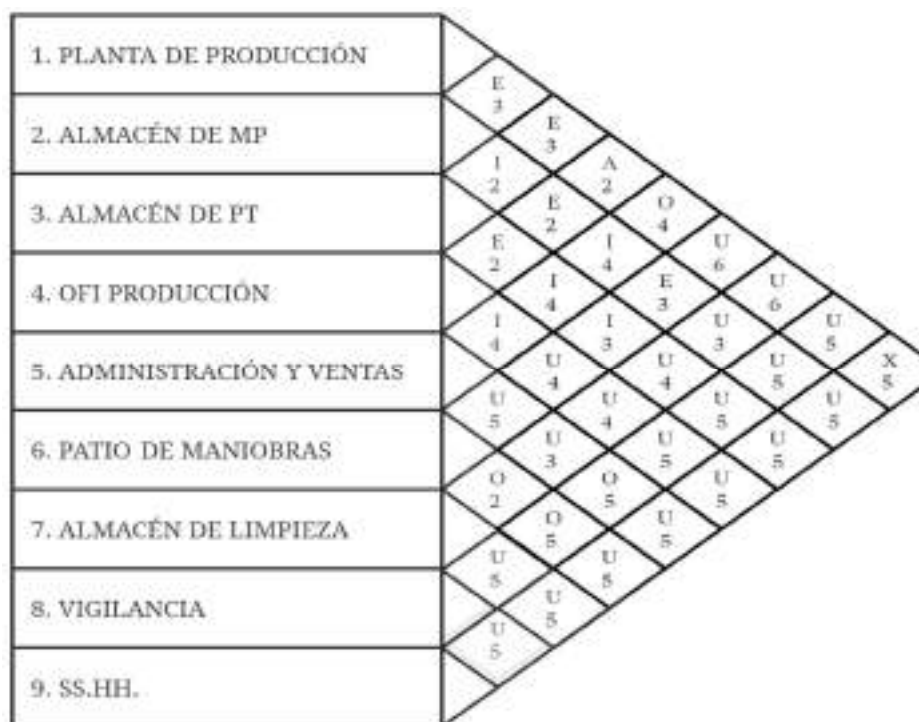 1. PLANTA DE PRODUCCIÓN
2. ALMACÉN DE MP
3. ALMACÉN DE PT
4. OFI PRODUCCIÓN
5. ADMINISTRACIÓN Y VENTAS
6. PATIO DE MANIOBRAS
7. ALMACÉN DE LIMPIEZA
8. VIGILANCIA
9. SS.HH.
E
3
I
2
E
2
I
4
U
5
O
2
U
5
U
5
E
3
E
2
I
4
U
4
U
3
O
5
U
5
A
2
I
4
I
3
U
4
O
5
U
5
O
4
E
3
U
4
U
5
U
5
U
6
U
3
U
5
U
5
U
6
U
5
U
5
U
5
U
5
X
5